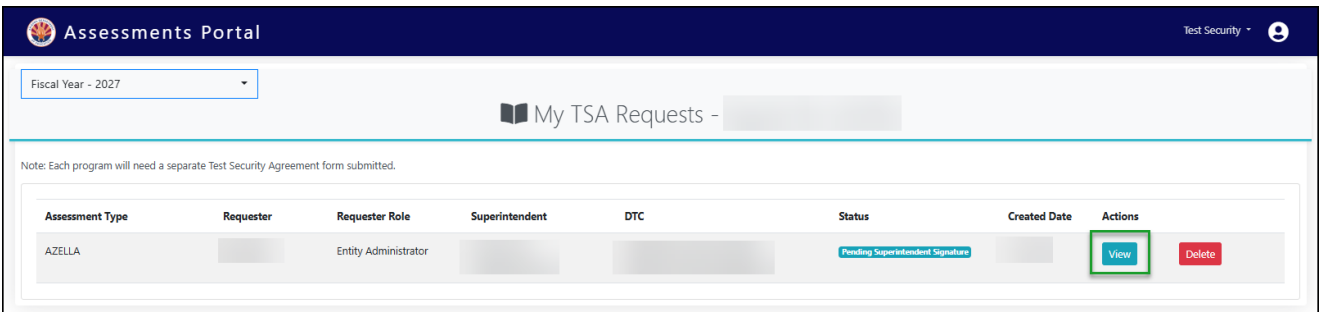 Assessments Portal
Test Security
Fiscal Year - 2027
My TSA Requests -
Note: Each program will need a separate Test Security Agreement form submitted.
Assessment Type Requester Requester Role Superintendent DTC Status Created Date Actions
AZELLA Entity Administrator Pending Superintendent Signature View Delete